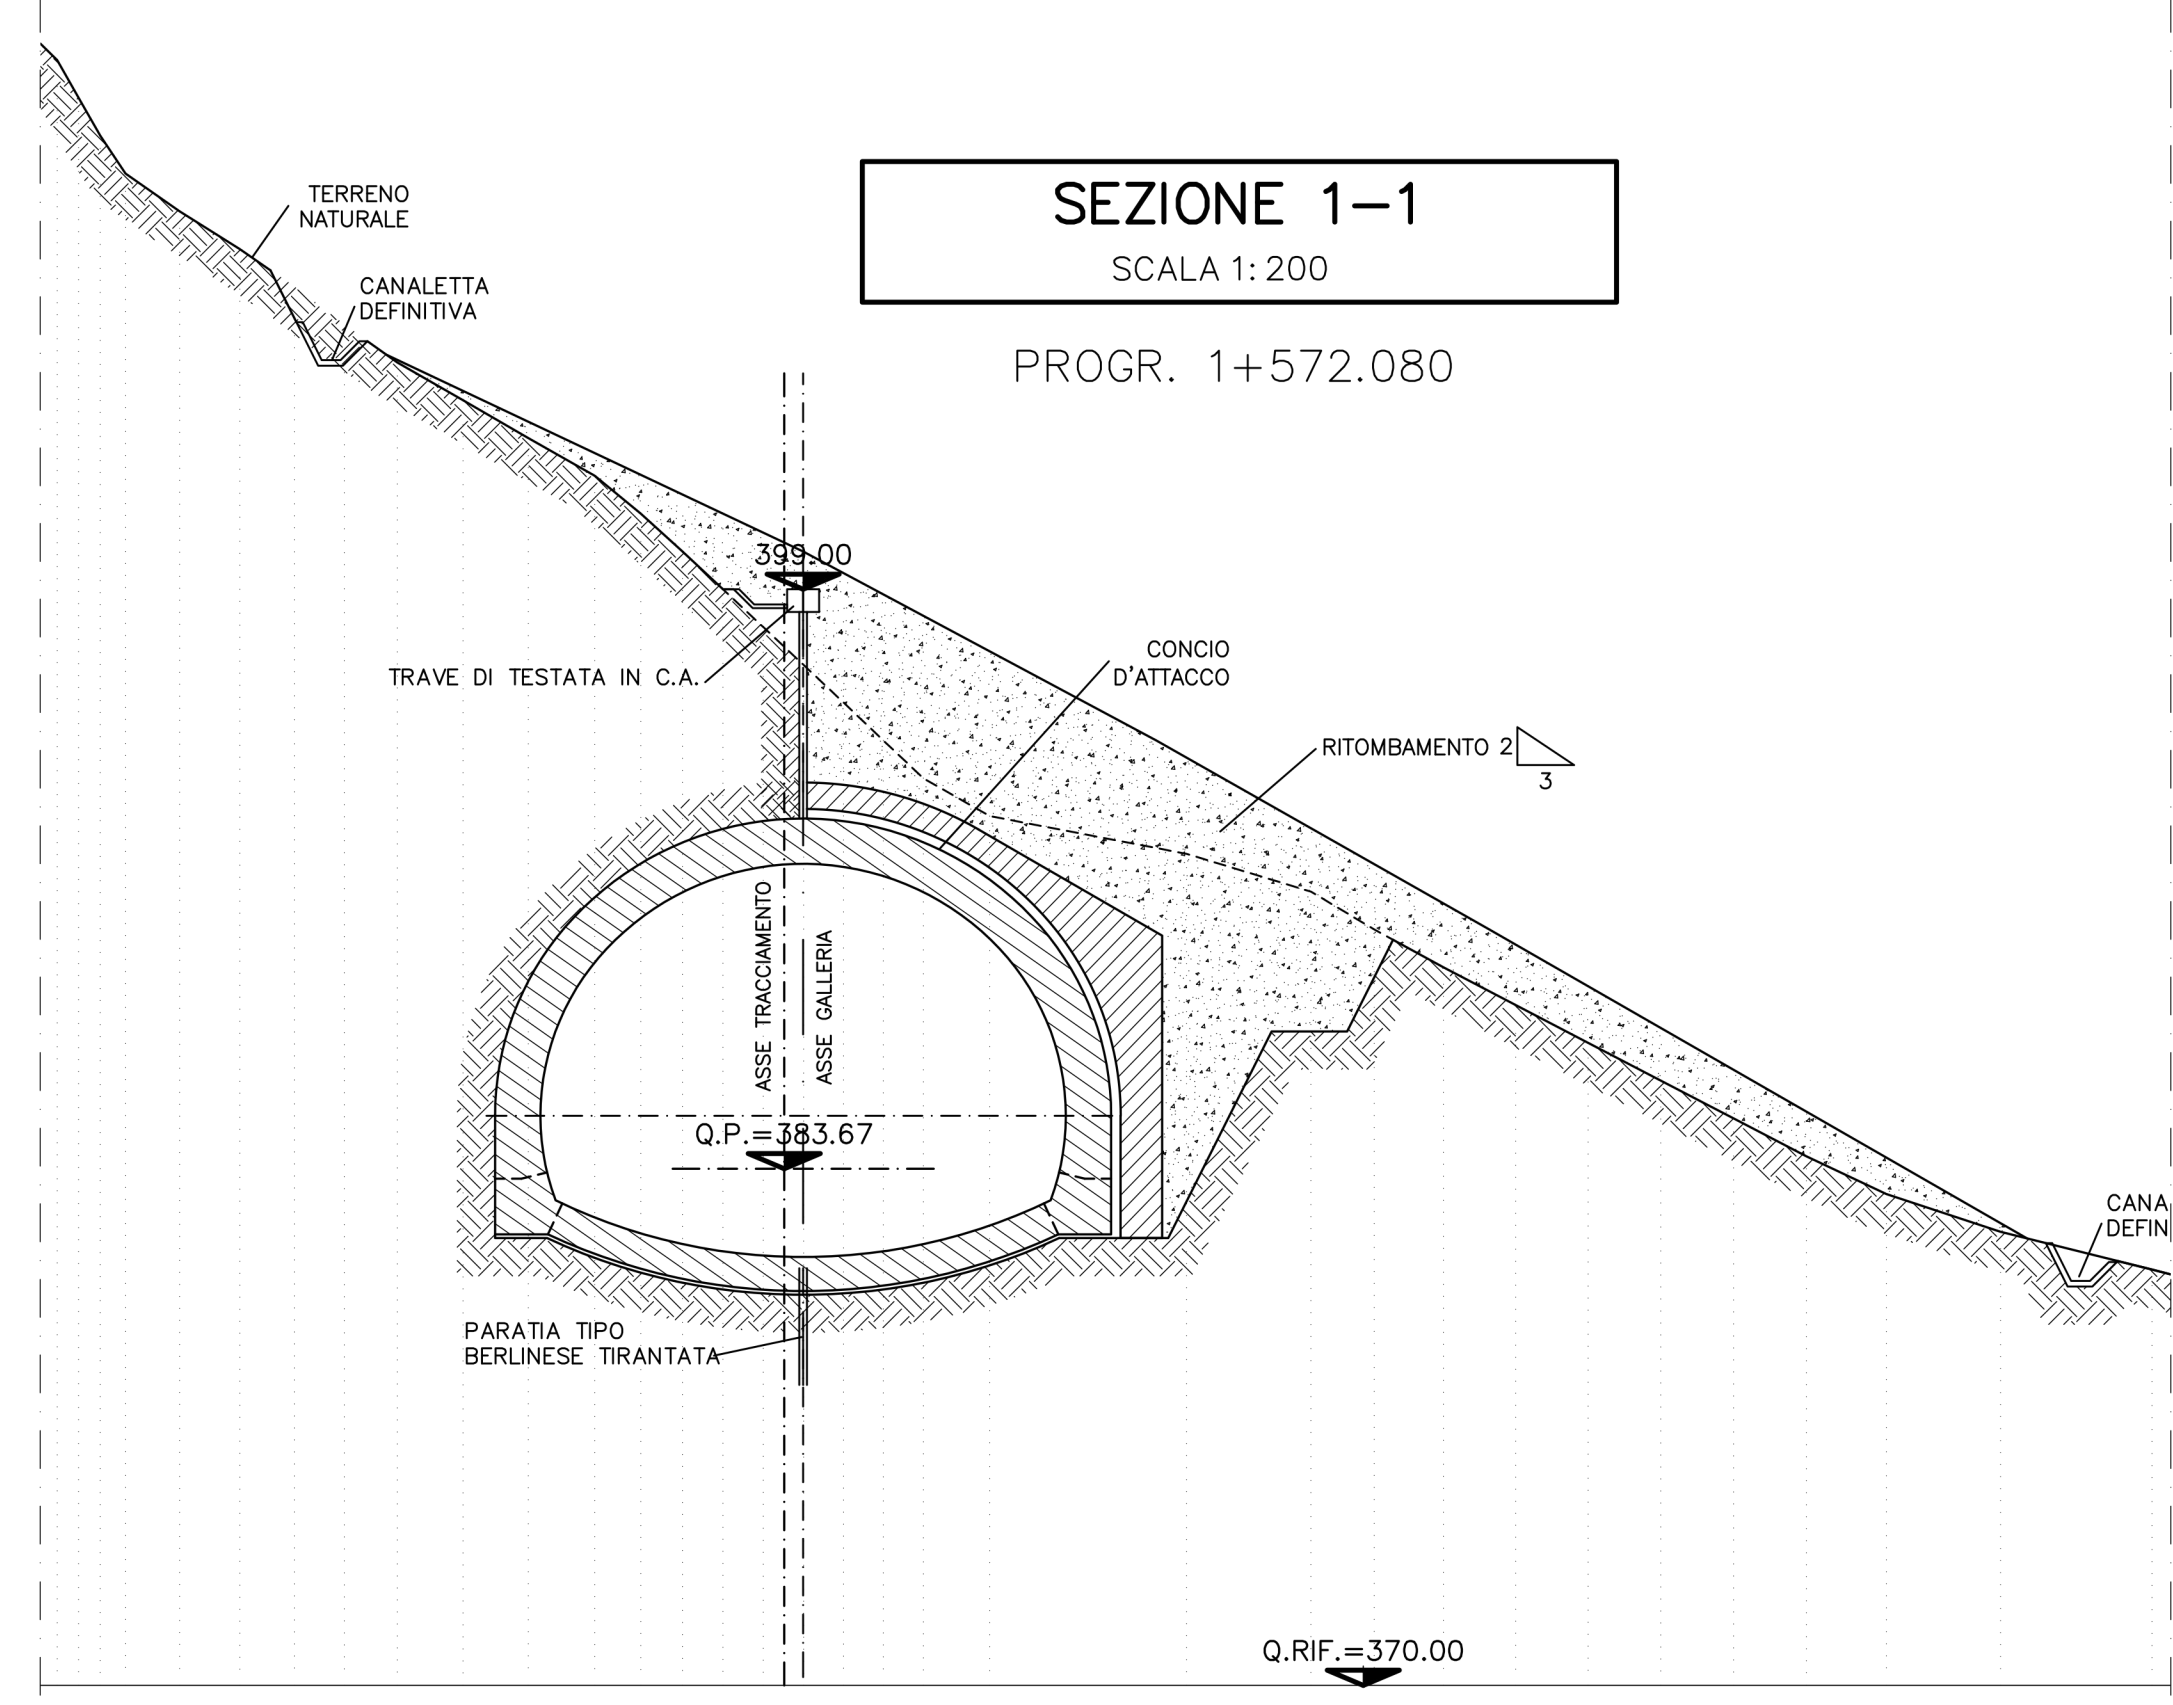 SEZIONE 1-1
SCALA 1:200
PROGR. 1+572.080
TERRENO
NATURALE
CANALETTA
DEFINITIVA
399.00
TRAVE DI TESTATA IN C.A.
CONCIO
D'ATTACCO
RITOMBAMENTO 2
3
ASSE TRACCIAMENTO
ASSE GALLERIA
Q.P.=383.67
CANA
DEFIN
PARATIA TIPO
BERLINESE TIRANTATA
Q.RIF.=370.00